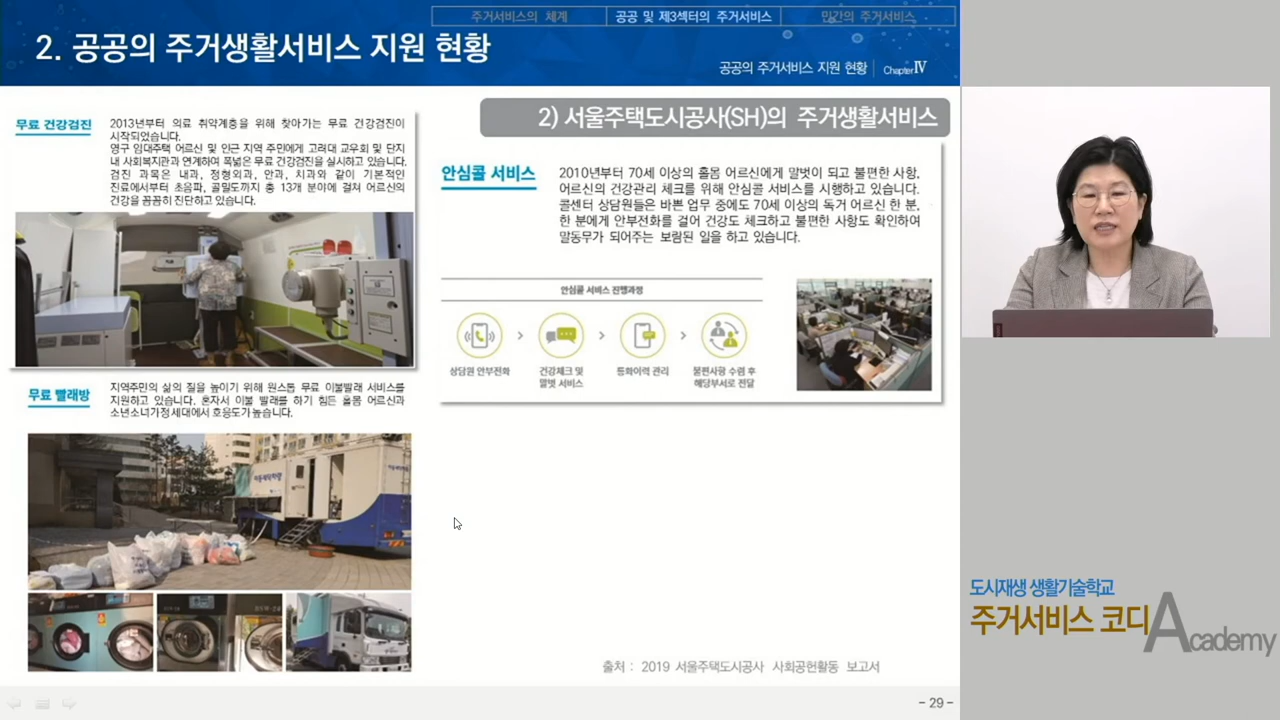 주거서비스의 체계
공공 및 제3섹터의 주거서비스
민간의 주거서비스
2. 공공의 주거생활서비스 지원 현황
공공의 주거서비스 지원 현황 Chapter Ⅳ
2) 서울주택도시공사(SH)의 주거생활서비스
무료 건강검진
2013년부터 의료 취약계층을 위해 찾아가는 무료 건강검진이
시작되었습니다.
영구 임대주택 어르신 및 인근 지역 주민에게 고려대 교우회 및 단지
내 사회복지관과 연계하여 폭넓은 무료 건강검진을 실시하고 있습니다.
검진 과목은 내과, 정형외과, 안과, 치과와 같이 기본적인
진료에서부터 초음파, 골밀도까지 총 13개 분야에 걸쳐 어르신의
건강을 꼼꼼히 진단하고 있습니다.
무료 빨래방
지역주민의 삶의 질을 높이기 위해 원스톱 무료 이불빨래 서비스를
지원하고 있습니다. 혼자서 이불 빨래를 하기 힘든 홀몸 어르신과
소년소녀가정 세대에서 호응도가 높습니다.
안심콜 서비스
2010년부터 70세 이상의 홀몸 어르신에게 말벗이 되고 불편한 사항,
어르신의 건강관리 체크를 위해 안심콜 서비스를 시행하고 있습니다.
콜센터 상담원들은 바쁜 업무 중에도 70세 이상의 독거 어르신 한 분,
한 분에게 안부전화를 걸어 건강도 체크하고 불편한 사항도 확인하여
말동무가 되어주는 보람된 일을 하고 있습니다.
안심콜 서비스 진행과정
상담원 안부전화
건강체크 및
말벗 서비스
통화이력 관리
불편사항 수렴 후
해당부서로 전달
출처 : 2019 서울주택도시공사 사회공헌활동 보고서
- 29 -
도시재생 생활기술학교
주거서비스 코디 Academy